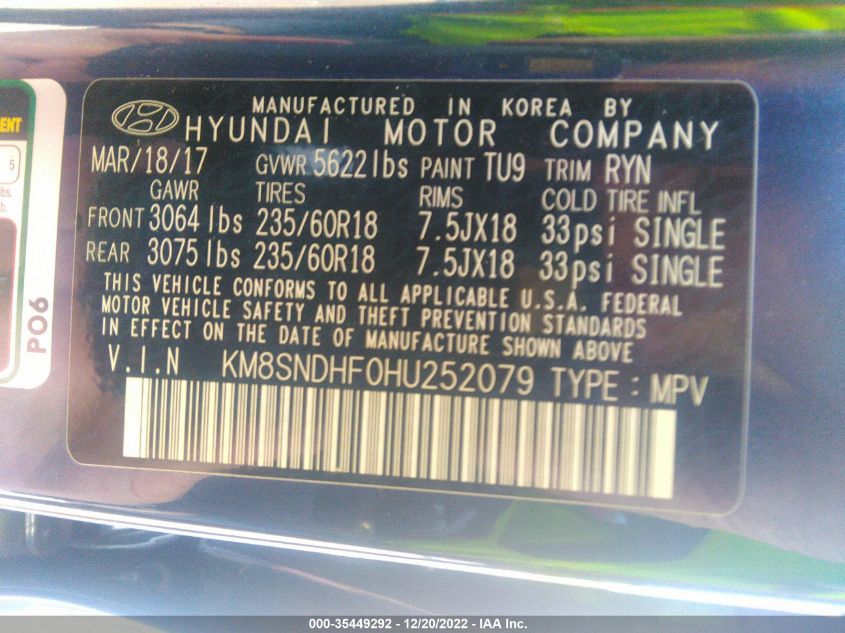 MANUFACTURED IN KOREA BY
HYUNDAI MOTOR COMPANY
MAR/18/17 GVWR 5622lbs PAINT TU9 TRIM RYN
GAWR TIRES RIMS COLD TIRE INFL
FRONT 3064lbs 235/60R18 7.5JX18 33psi SINGLE
REAR 3075lbs 235/60R18 7.5JX18 33psi SINGLE
THIS VEHICLE CONFORMS TO ALL APPLICABLE U.S.A. FEDERAL
MOTOR VEHICLE SAFETY AND THEFT PREVENTION STANDARDS
IN EFFECT ON THE DATE OF MANUFACTURE SHOWN ABOVE
V.I.N KM8SNDHF0HU252079 TYPE : MPV
5
lbs.
PO6
000-35449292 - 12/20/2022 - IAA Inc.